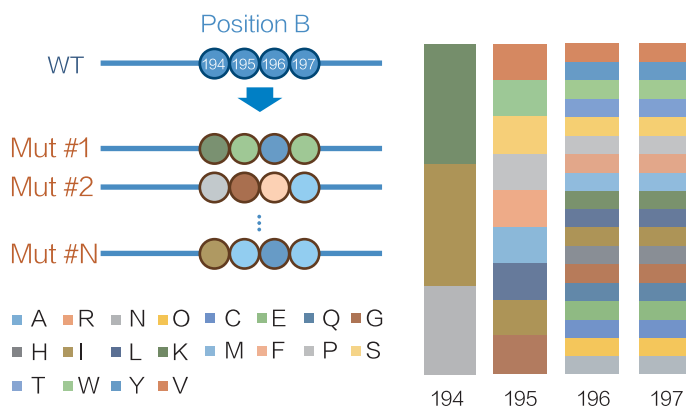 Position B
WT 194 195 196 197
Mut #1
Mut #2
Mut #N
A R N O C E Q G
H I L K M F P S
T W Y V
194 195 196 197